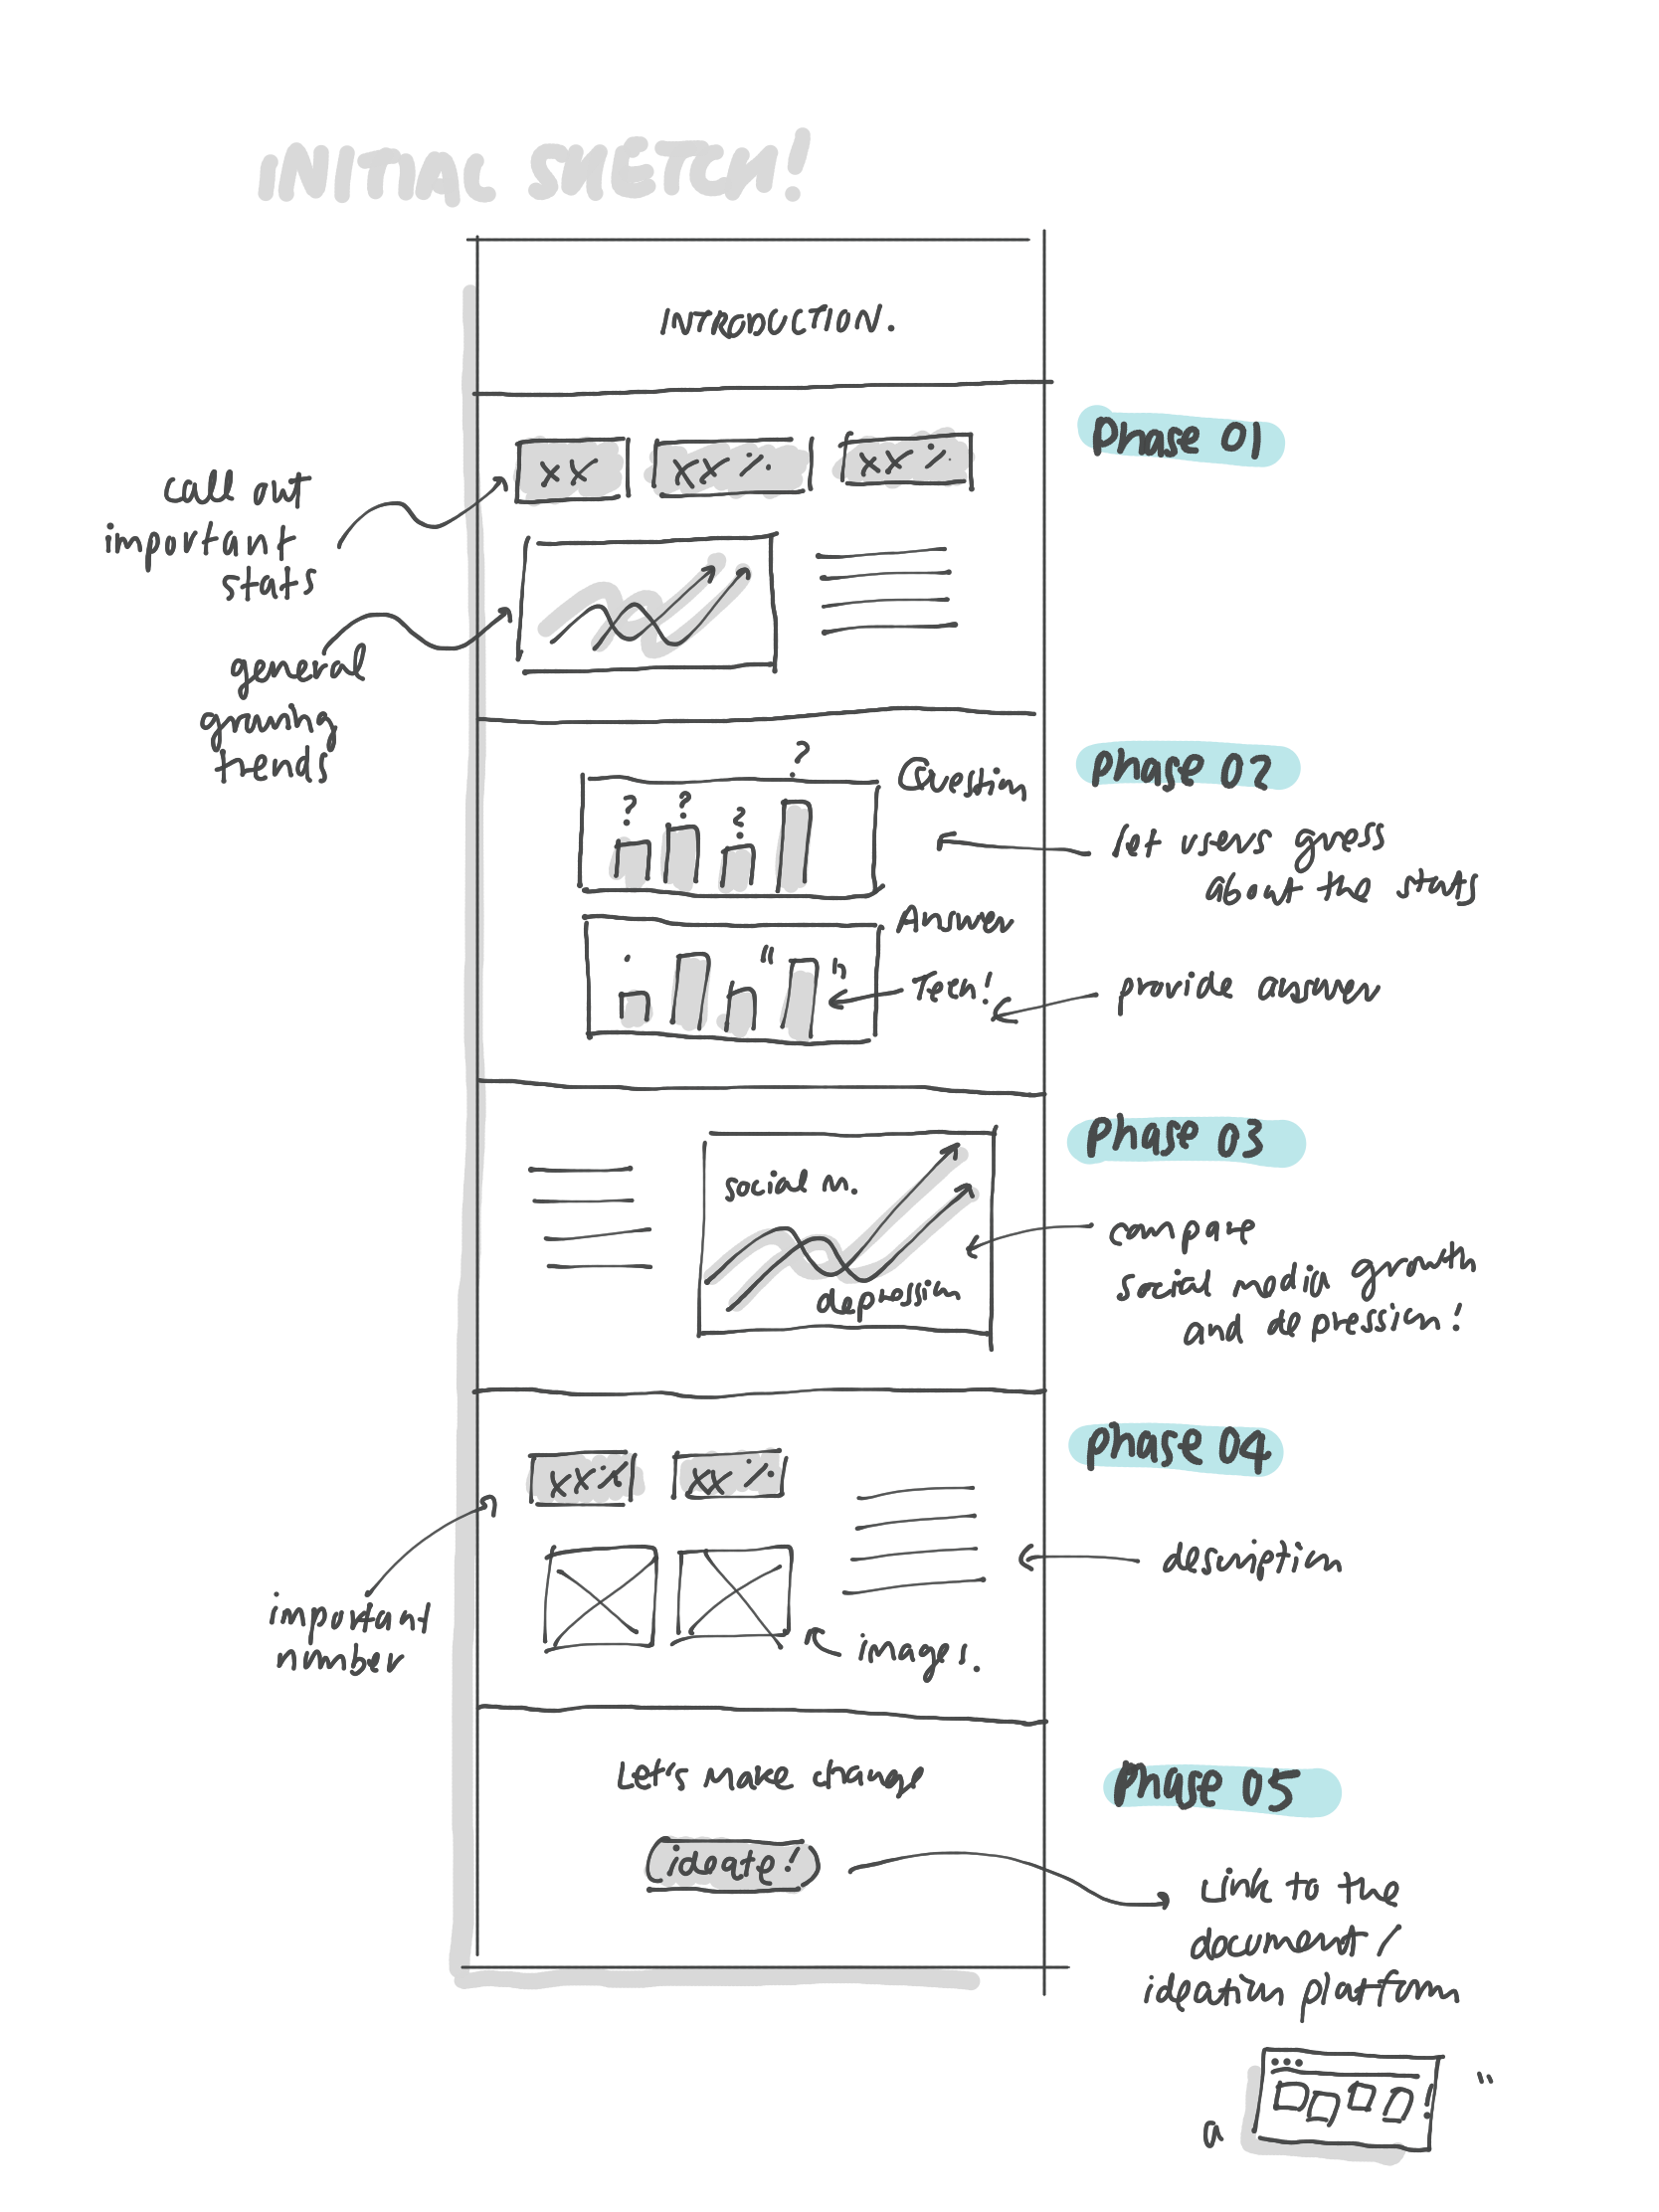 INITIAL SKETCH!
INTRODUCTION.
Phase 01
XX
XX %.
XX %.
call out
important
stats
general
growing
trends
Phase 02
?
? ? ?
Question
let users guess
about the stats
Answer
" "
Teen!
provide answer
Phase 03
social m.
depression
compare
social media growth
and depression!
Phase 04
XX%
XX %.
description
important
number
images.
Let's make change
Phase 05
ideate!
Link to the
document /
ideation platform
a
!
"